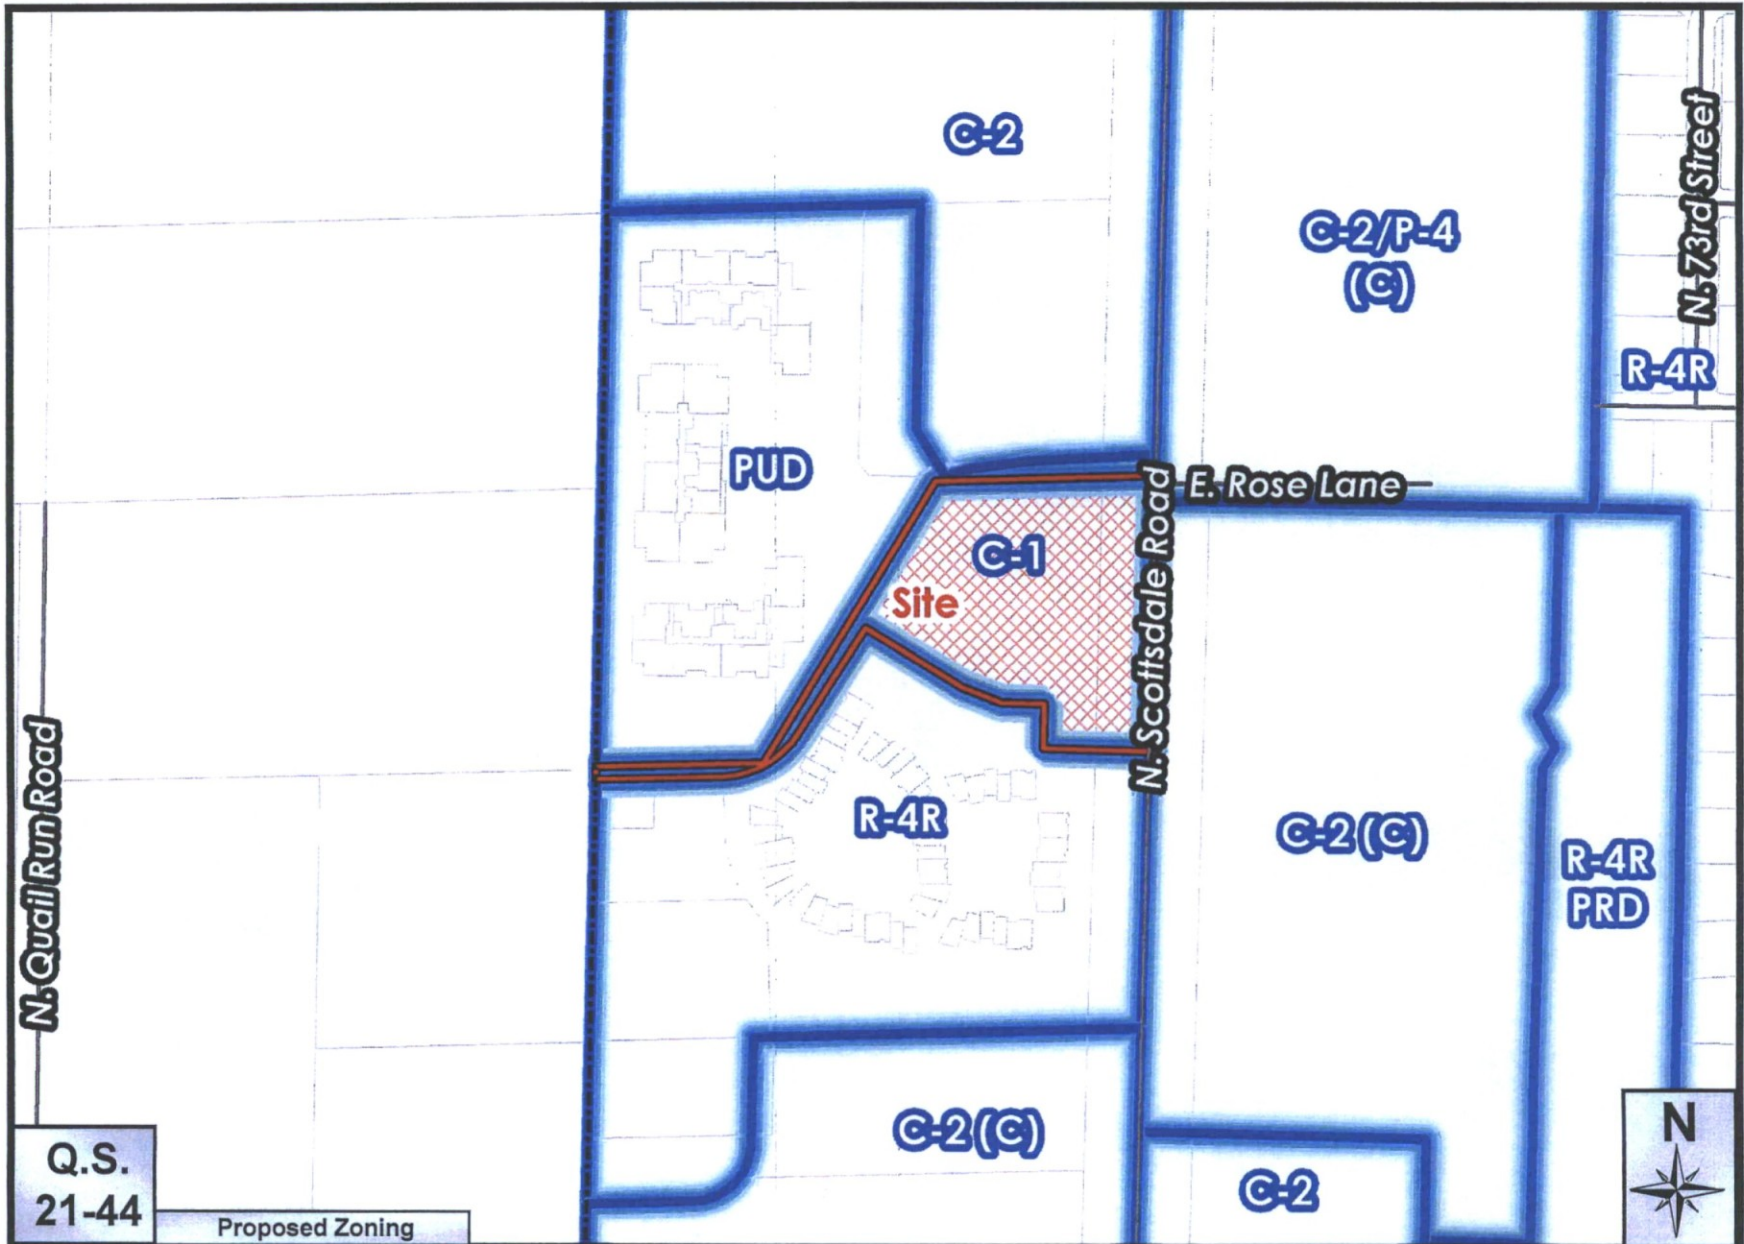 C-2
C-2/P-4
(C)
N. 73rd Street
R-4R
PUD
E. Rose Lane
C-1
Site
N. Scottsdale Road
N. Quail Run Road
R-4R
C-2 (C)
R-4R
PRD
C-2 (C)
C-2
N
Q.S.
21-44
Proposed Zoning